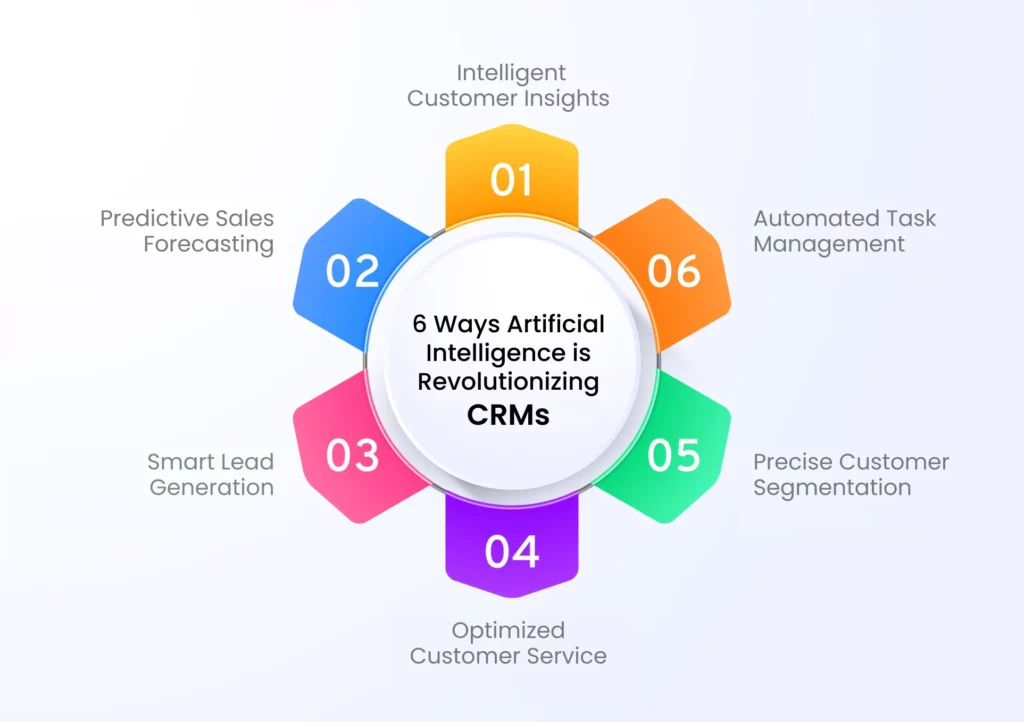 6 Ways Artificial
Intelligence is
Revolutionizing
CRMs
01
Intelligent
Customer Insights
02
Predictive Sales
Forecasting
03
Smart Lead
Generation
04
Optimized
Customer Service
05
Precise Customer
Segmentation
06
Automated Task
Management